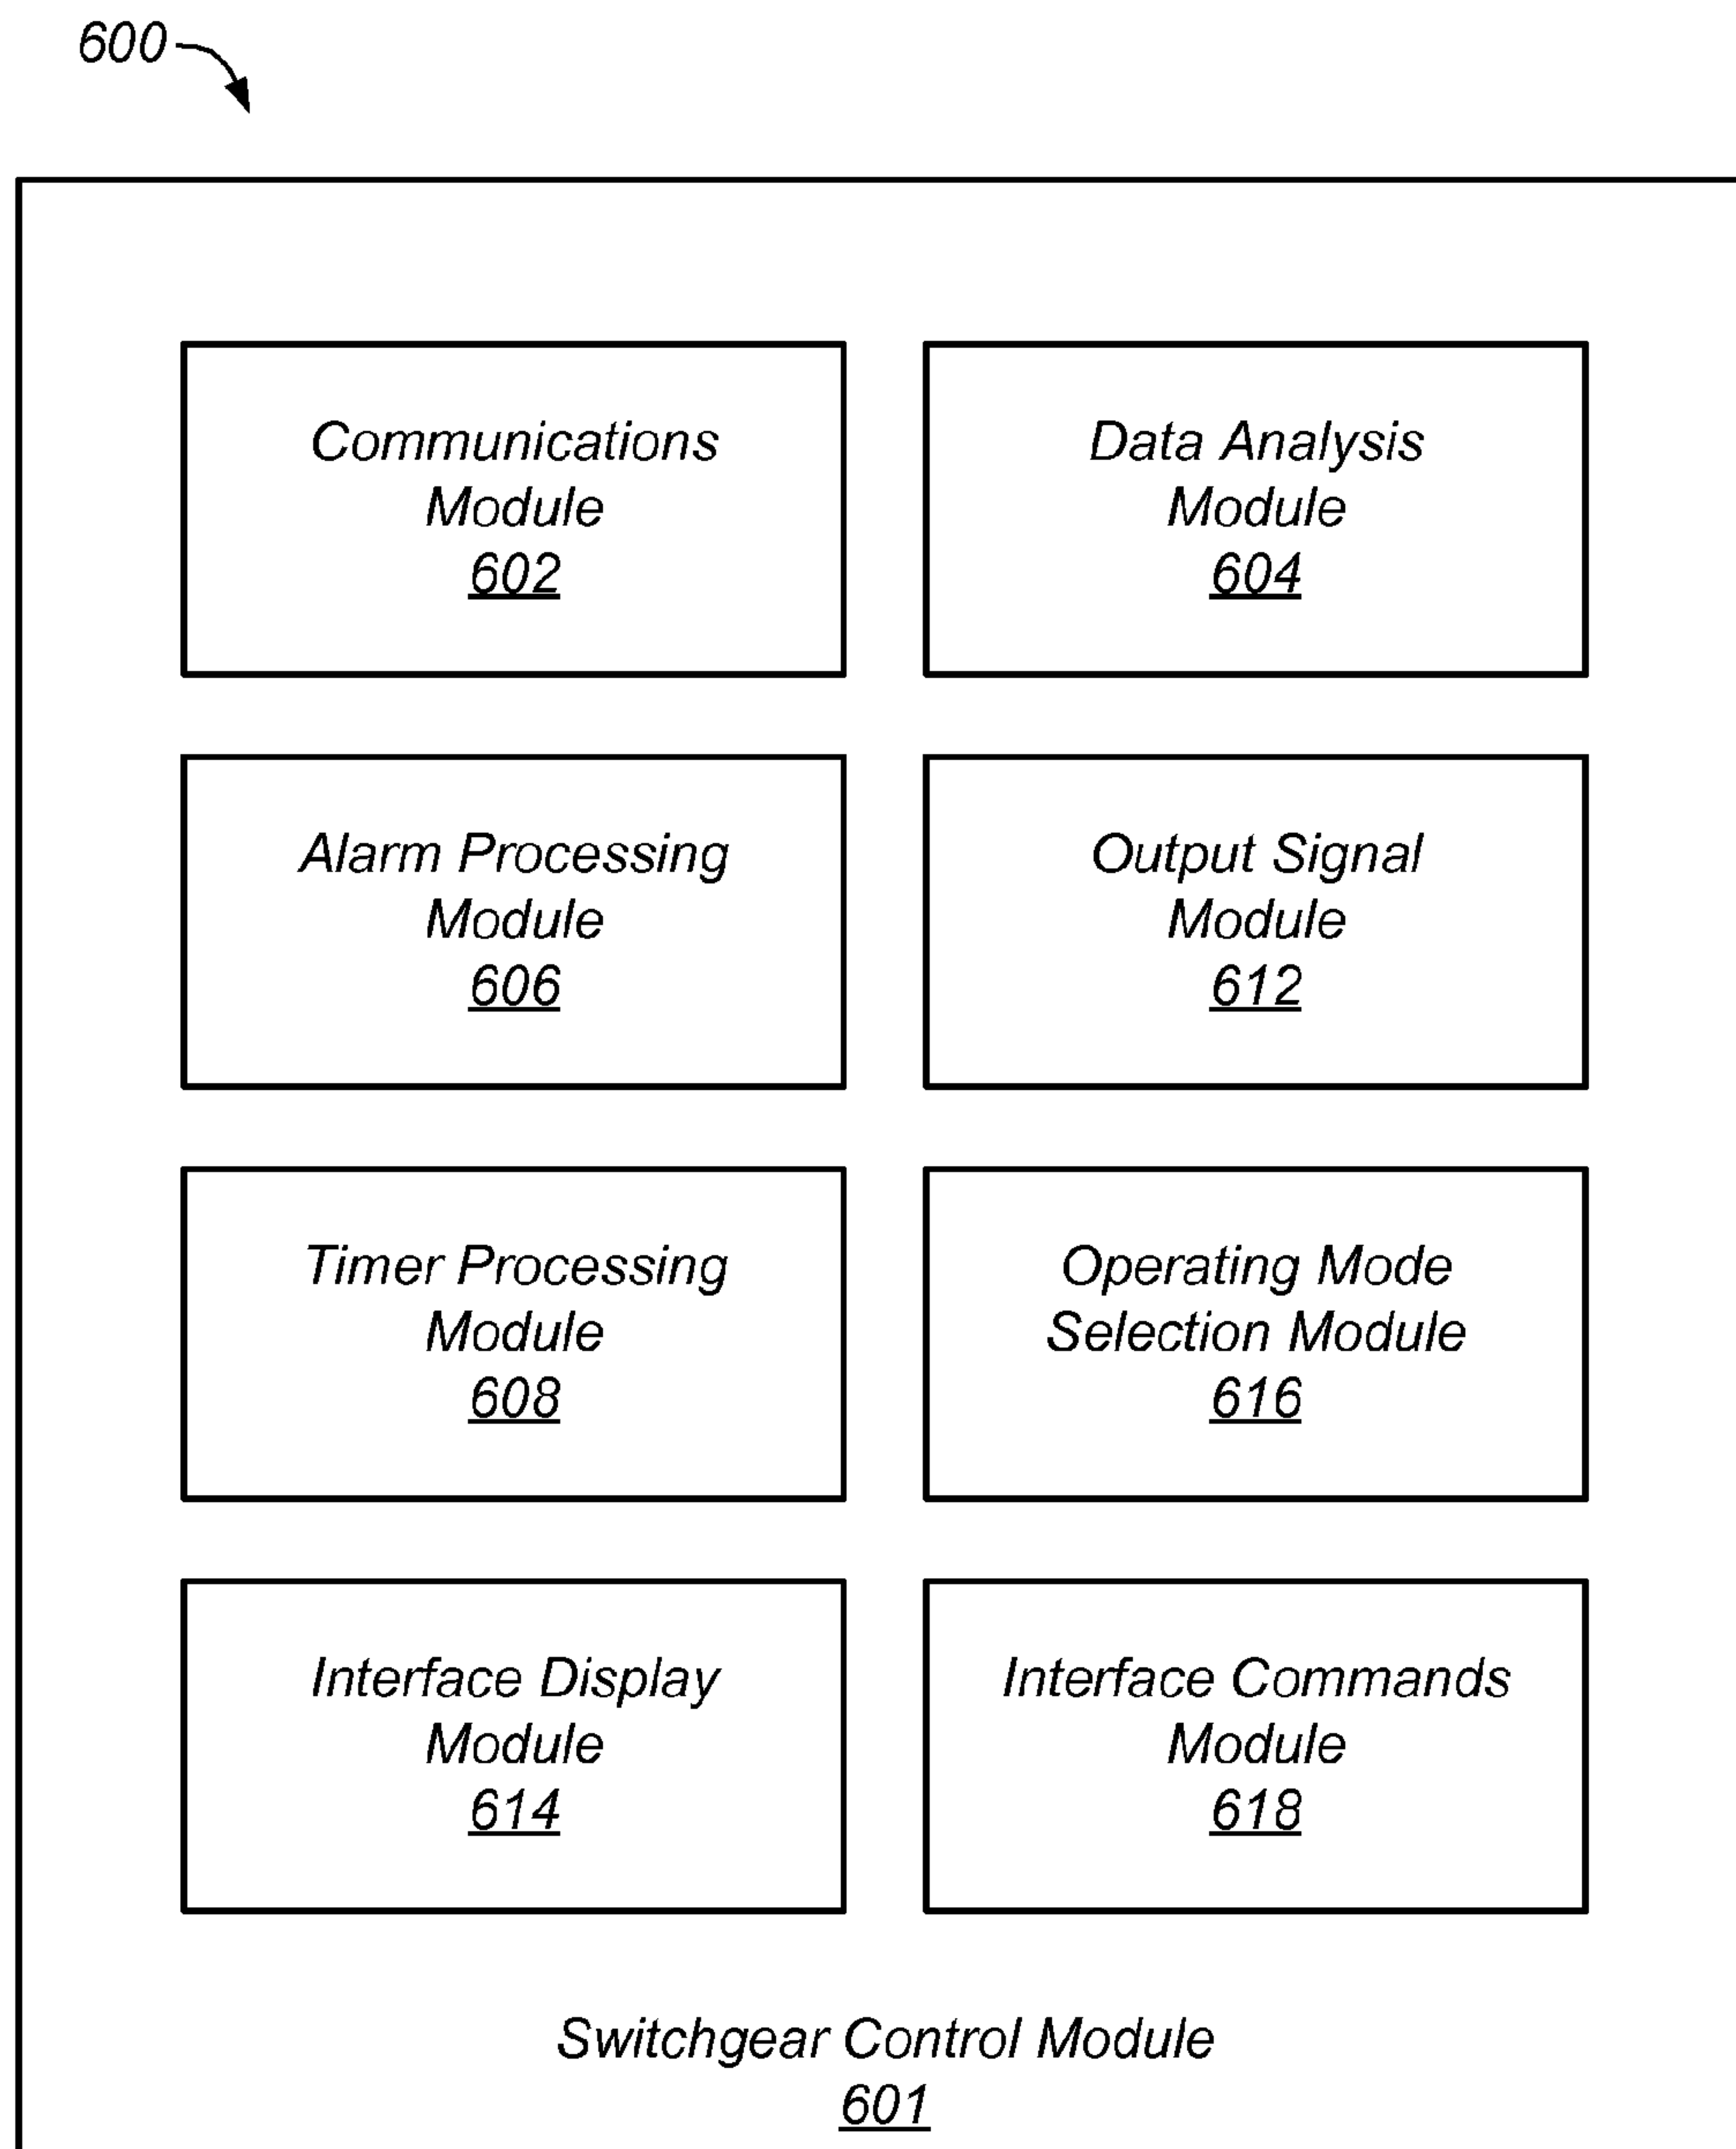 600
Communications
Module
602
Data Analysis
Module
604
Alarm Processing
Module
606
Output Signal
Module
612
Timer Processing
Module
608
Operating Mode
Selection Module
616
Interface Display
Module
614
Interface Commands
Module
618
Switchgear Control Module
601